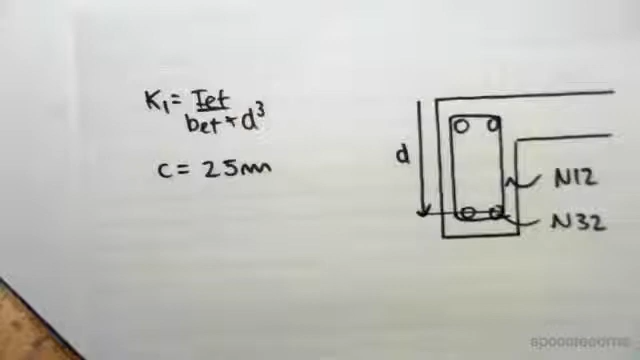 K₁ = Ief
bef * d³
c = 25mm
d
N12
N32